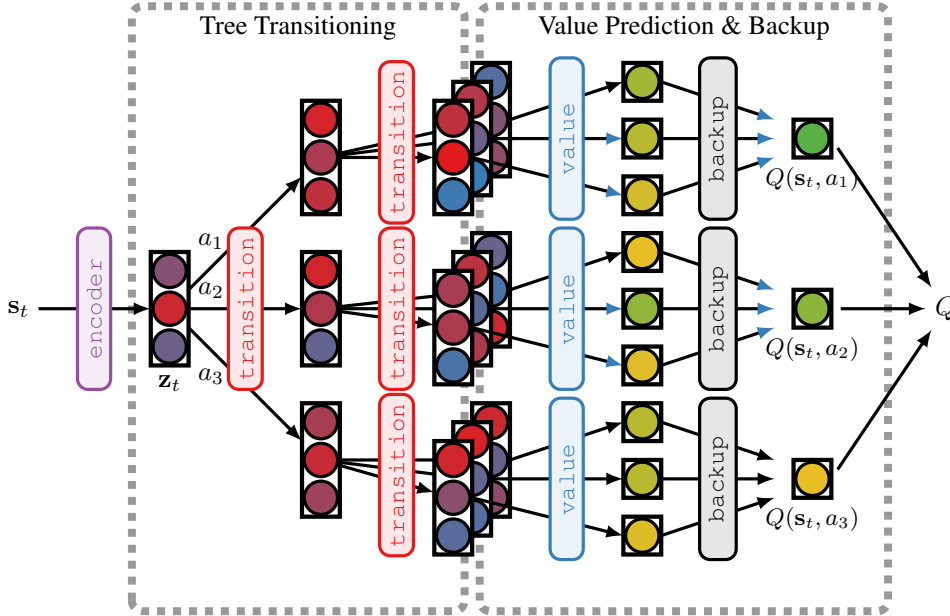 Tree Transitioning
Value Prediction & Backup
transition
value
backup
Q(s_t, a_1)
a_1
a_2
a_3
s_t
encoder
z_t
transition
transition
value
backup
Q(s_t, a_2)
Q
transition
value
backup
Q(s_t, a_3)